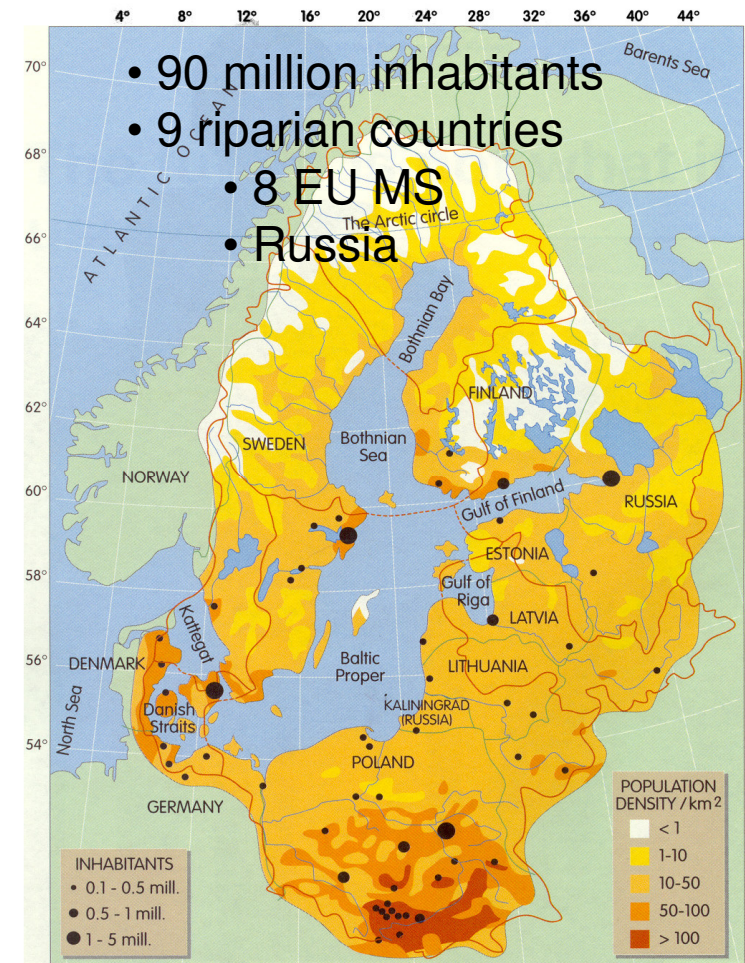 4° 8° 12° 16° 20° 24° 28° 32° 36° 40° 44°
70°
• 90 million inhabitants
Barents Sea
• 9 riparian countries
ATLANTIC OCEAN
68°
• 8 EU MS
The Arctic circle
66°
• Russia
Bothnian Bay
64°
FINLAND
62°
SWEDEN
Bothnian
Sea
NORWAY
60°
Gulf of Finland
RUSSIA
ESTONIA
58°
Gulf of
Riga
LATVIA
Kattegat
56°
DENMARK
Baltic
Proper
LITHUANIA
North Sea
Danish
Straits
KALININGRAD
(RUSSIA)
54°
POLAND
GERMANY
POPULATION
DENSITY / km2
< 1
1-10
10-50
50-100
> 100
INHABITANTS
0.1 - 0.5 mill.
0.5 - 1 mill.
1 - 5 mill.